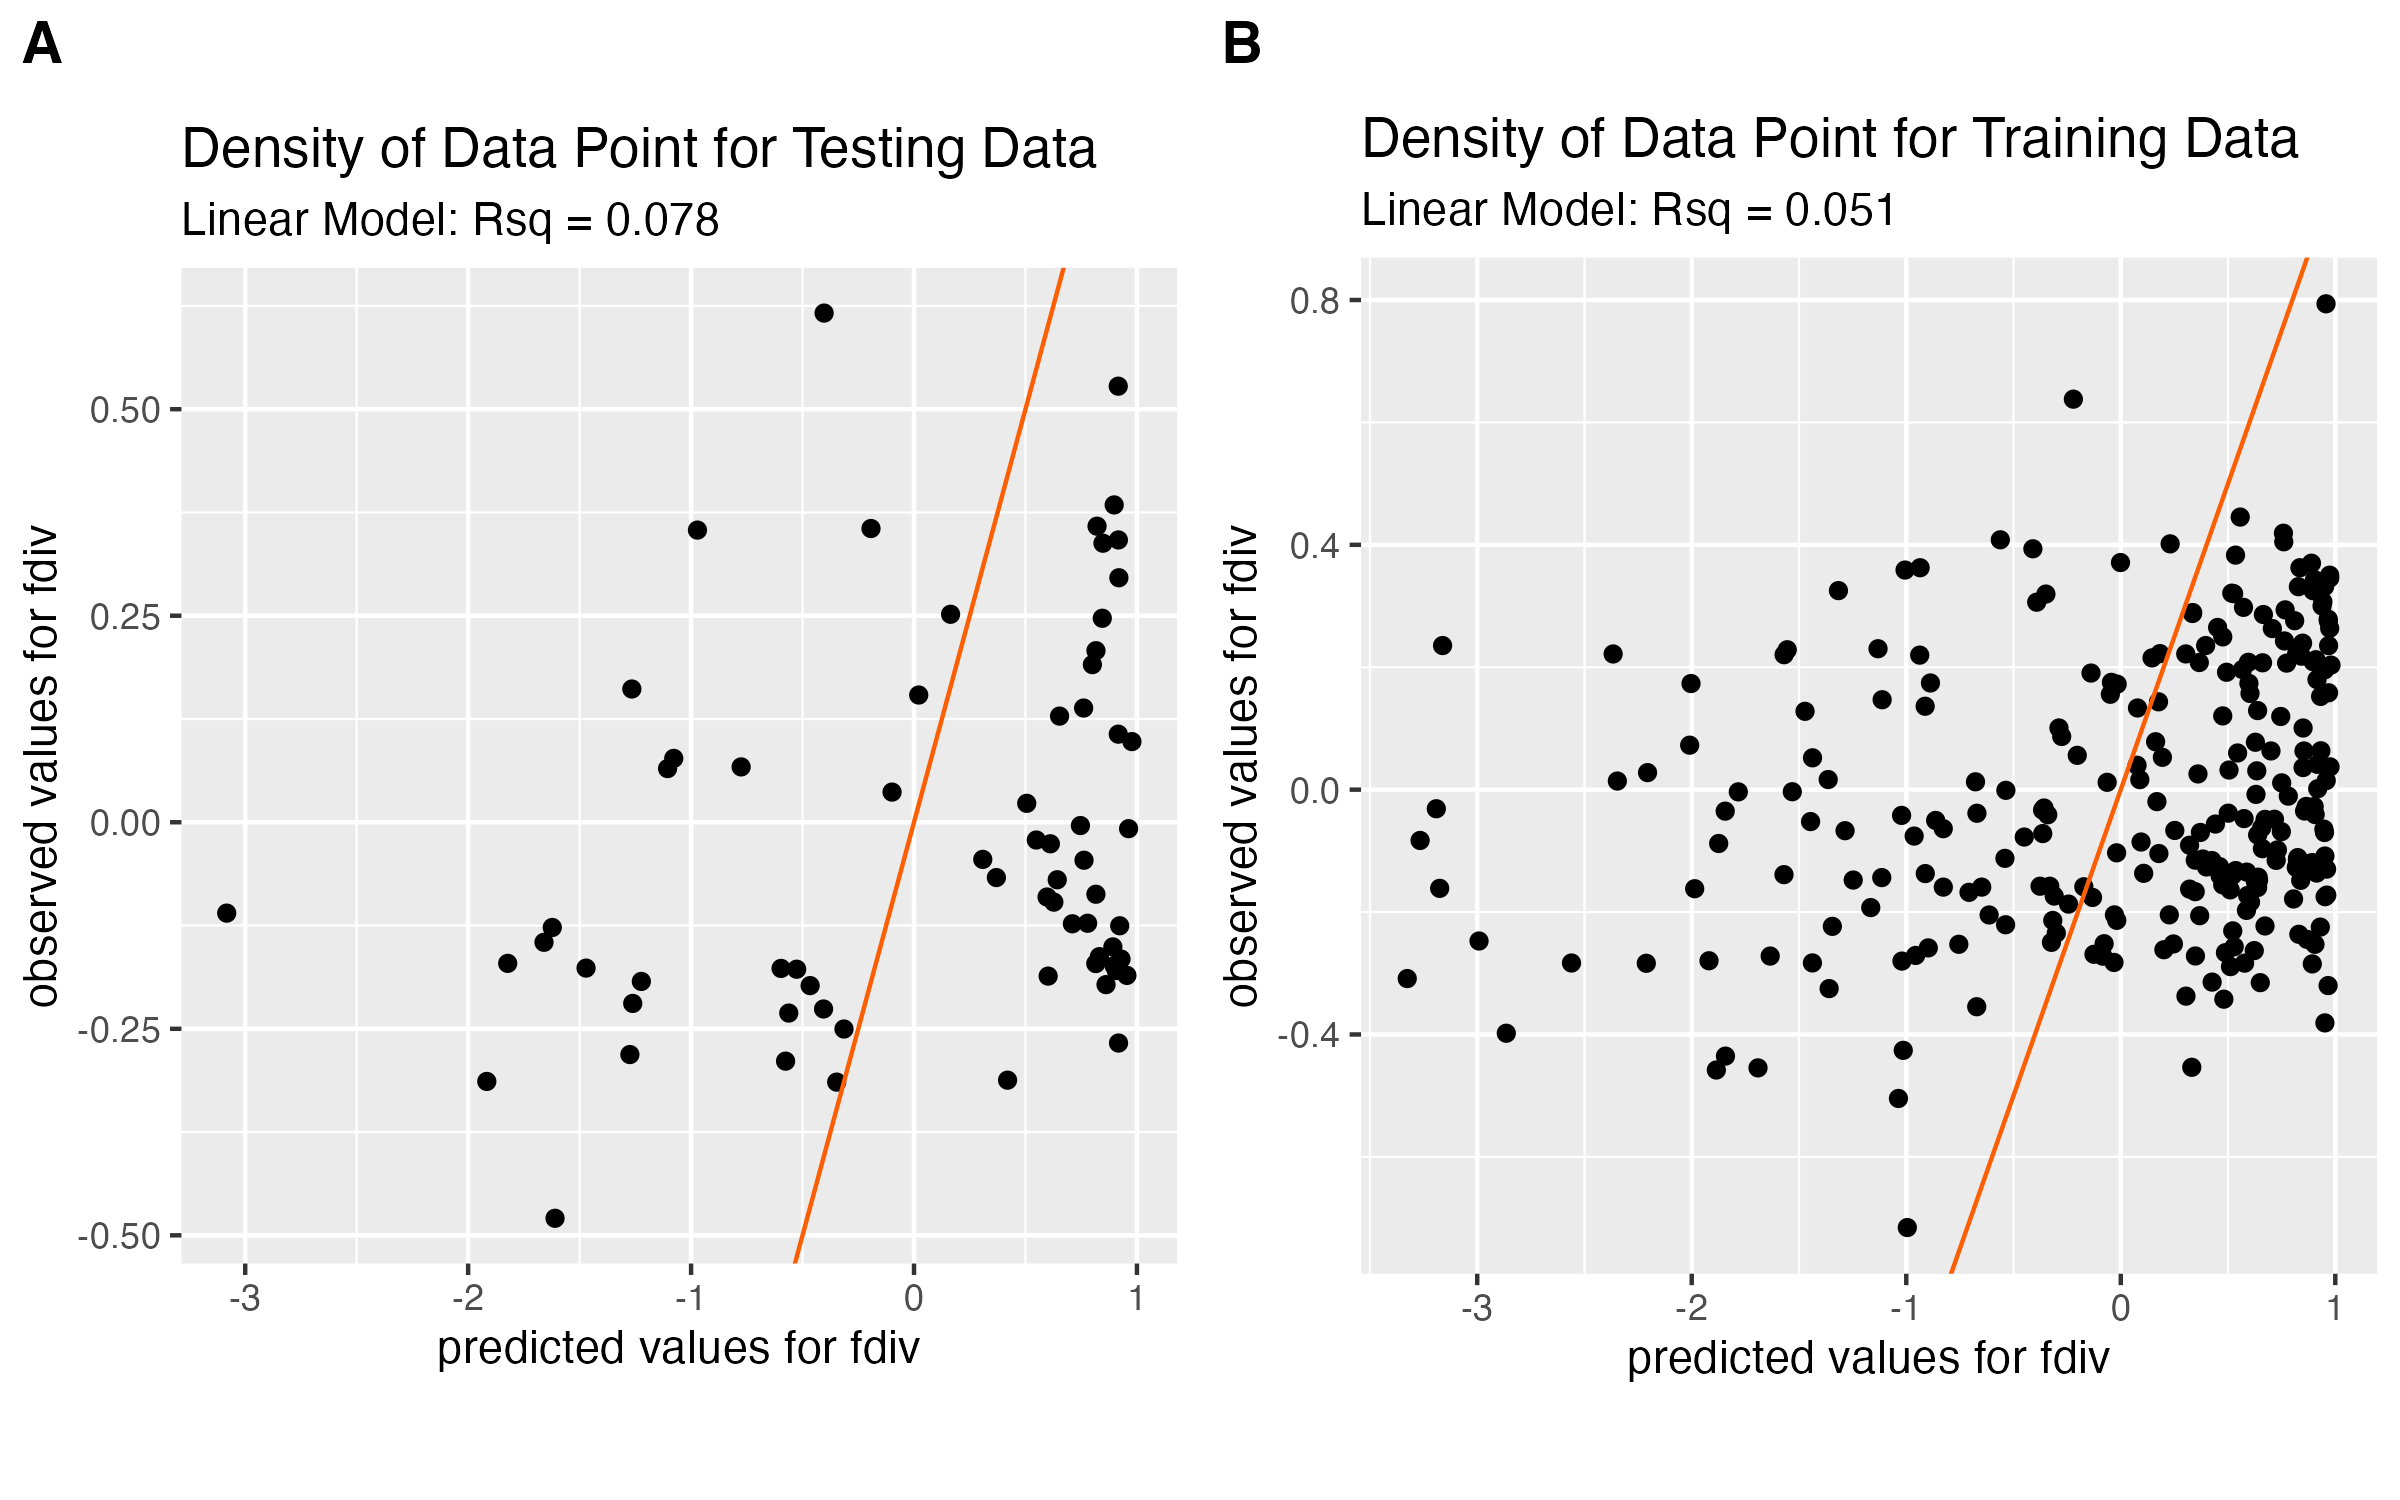 A
Density of Data Point for Testing Data
Linear Model: Rsq = 0.078
observed values for fdiv
0.50
0.25
0.00
-0.25
-0.50
-3 -2 -1 0 1
predicted values for fdiv
B
Density of Data Point for Training Data
Linear Model: Rsq = 0.051
observed values for fdiv
0.8
0.4
0.0
-0.4
-3 -2 -1 0 1
predicted values for fdiv